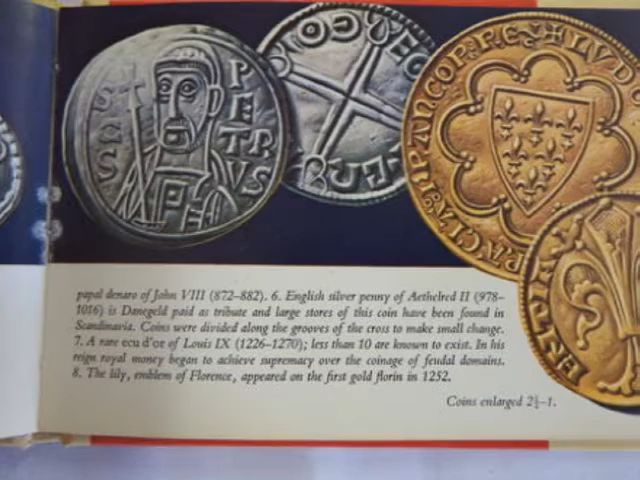 SCS
PETRVS
FRANCOR·REX
LVD
papal denaro of John VIII (872–882). 6. English silver penny of Aethelred II (978–
1016) is Danegeld paid as tribute and large stores of this coin have been found in
Scandinavia. Coins were divided along the grooves of the cross to make small change.
7. A rare ecu d'or of Louis IX (1226–1270); less than 10 are known to exist. In his
reign royal money began to achieve supremacy over the coinage of feudal domains.
8. The lily, emblem of Florence, appeared on the first gold florin in 1252.
Coins enlarged 2½–1.